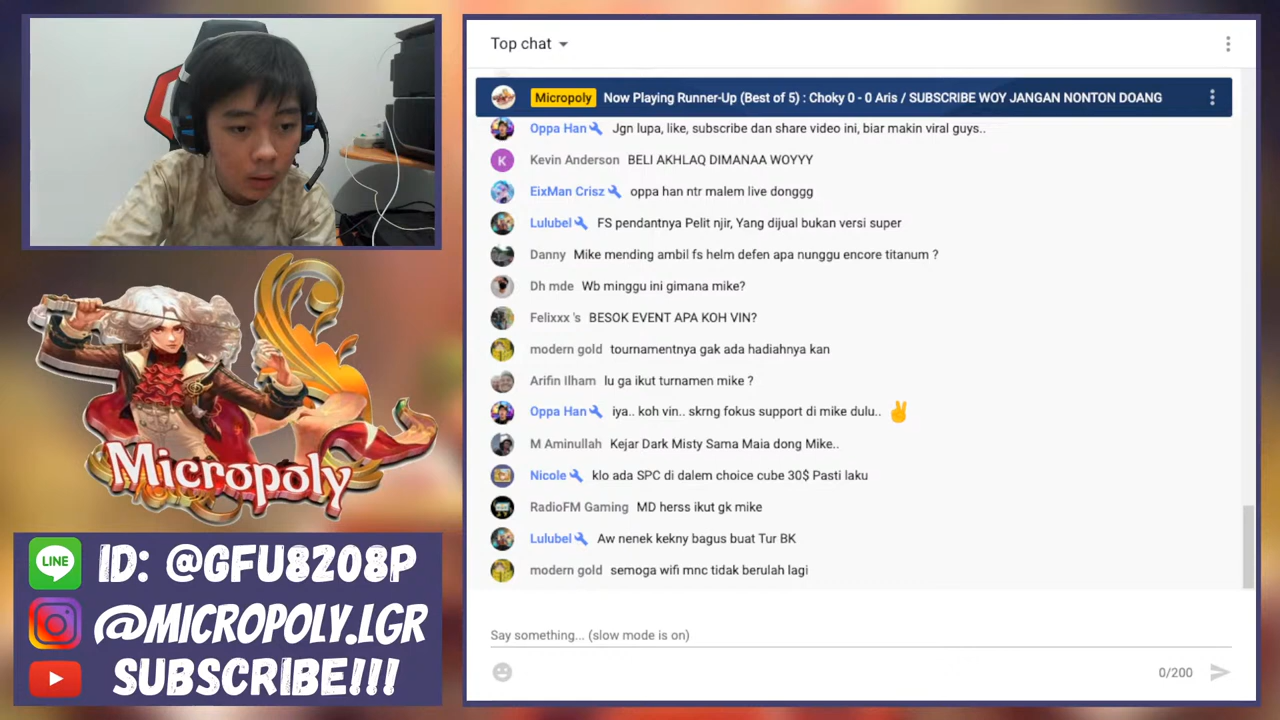 Micropoly
LINE
ID: @GFU8208P
@MICROPOLY.LGR
SUBSCRIBE!!!
Top chat
Micropoly Now Playing Runner-Up (Best of 5) : Choky 0 - 0 Aris / SUBSCRIBE WOY JANGAN NONTON DOANG
Oppa Han Jgn lupa, like, subscribe dan share video ini, biar makin viral guys..
K Kevin Anderson BELI AKHLAQ DIMANAA WOYYY
EixMan Crisz oppa han ntr malem live donggg
Lulubel FS pendantnya Pelit njir, Yang dijual bukan versi super
Danny Mike mending ambil fs helm defen apa nunggu encore titanum ?
Dh mde Wb minggu ini gimana mike?
Felixxx 's BESOK EVENT APA KOH VIN?
modern gold tournamentnya gak ada hadiahnya kan
Arifin Ilham lu ga ikut turnamen mike ?
Oppa Han iya.. koh vin.. skrng fokus support di mike dulu.. ✌
M Aminullah Kejar Dark Misty Sama Maia dong Mike..
Nicole klo ada SPC di dalem choice cube 30$ Pasti laku
RadioFM Gaming MD herss ikut gk mike
Lulubel Aw nenek kekny bagus buat Tur BK
modern gold semoga wifi mnc tidak berulah lagi
Say something... (slow mode is on)
0/200